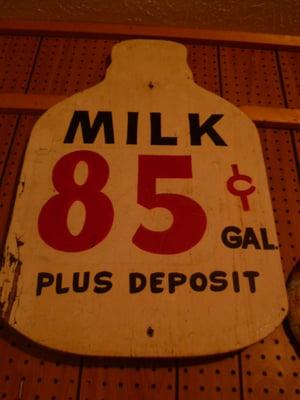 MILK
85¢
GAL.
PLUS DEPOSIT